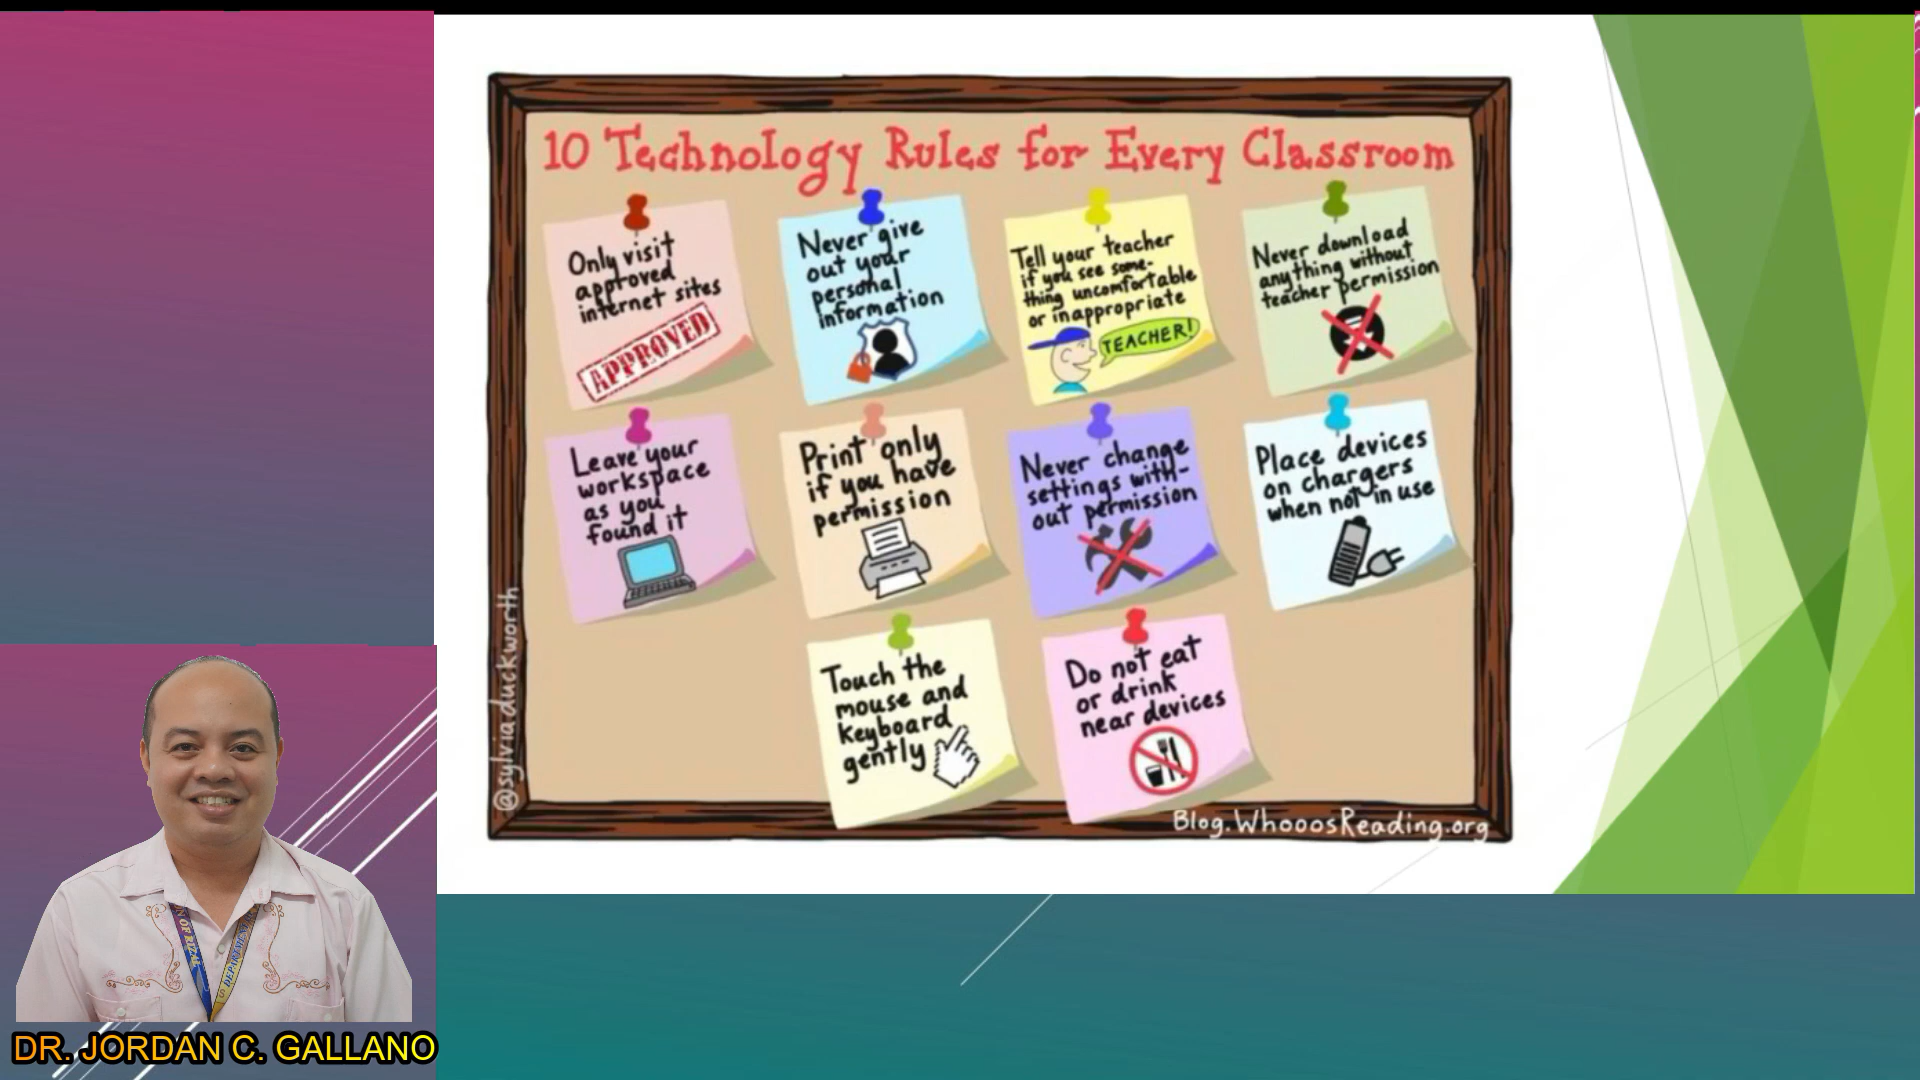 10 Technology Rules for Every Classroom
Only visit
approved
internet sites
APPROVED
Never give
out your
personal
information
Tell your teacher
if you see some-
thing uncomfortable
or inappropriate
TEACHER!
Never download
anything without
teacher permission
Leave your
workspace
as you
found it
Print only
if you have
permission
Never change
settings with-
out permission
Place devices
on chargers
when not in use
Touch the
mouse and
keyboard
gently
Do not eat
or drink
near devices
@sylviaduckworth
Blog.WhooosReading.org
DR. JORDAN C. GALLANO